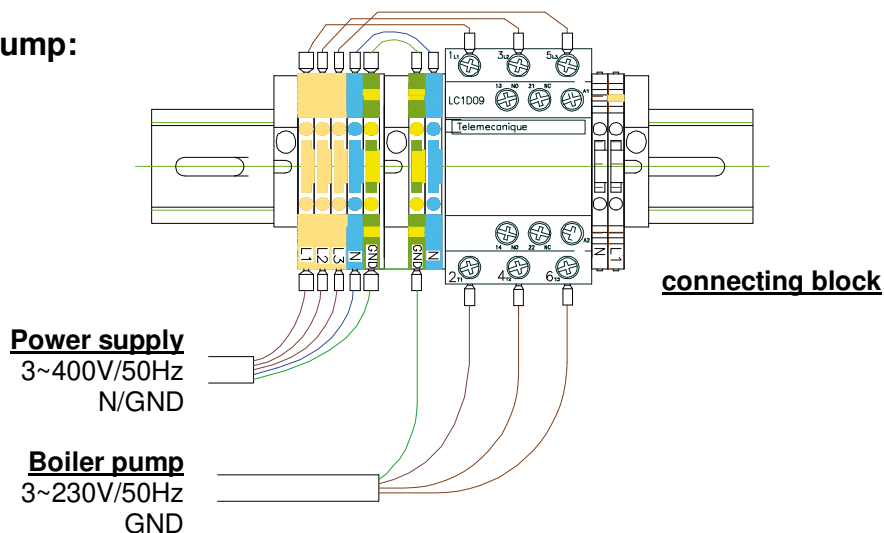 ump:
1L1 3L2 5L3
13 NO 21 NC A1
LC1D09
Telemecanique
14 NO 22 NC A2
L1 L2 L3 N GND GND N N L1
2T1 4T2 6T3
connecting block
Power supply
3~400V/50Hz
N/GND
Boiler pump
3~230V/50Hz
GND